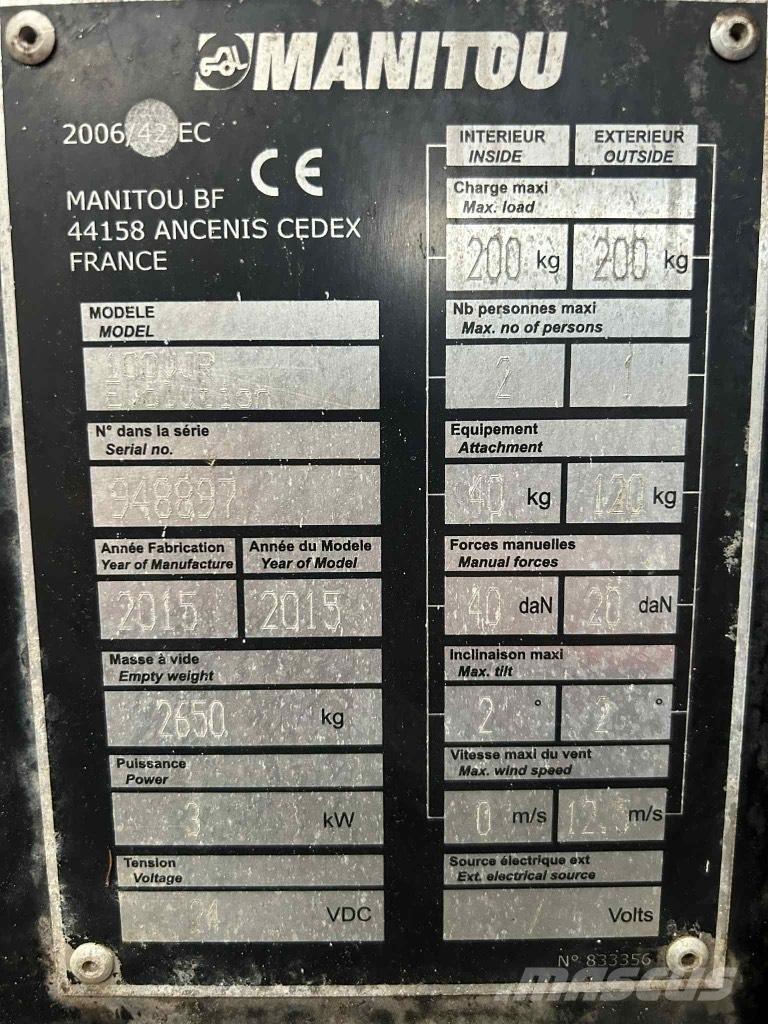 MANITOU
2006/42/EC
CE
MANITOU BF
44158 ANCENIS CEDEX
FRANCE
MODELE
MODEL
100VJR
Evolution
N° dans la série
Serial no.
948897
Année Fabrication
Year of Manufacture
Année du Modele
Year of Model
2015
2015
Masse à vide
Empty weight
2650 kg
Puissance
Power
3 kW
Tension
Voltage
24 VDC
INTERIEUR
INSIDE
EXTERIEUR
OUTSIDE
Charge maxi
Max. load
200 kg
200 kg
Nb personnes maxi
Max. no of persons
2
1
Equipement
Attachment
40 kg
120 kg
Forces manuelles
Manual forces
40 daN
20 daN
Inclinaison maxi
Max. tilt
2 °
2 °
Vitesse maxi du vent
Max. wind speed
0 m/s
12.5 m/s
Source électrique ext
Ext. electrical source
/ Volts
N° 833356
MASCUS